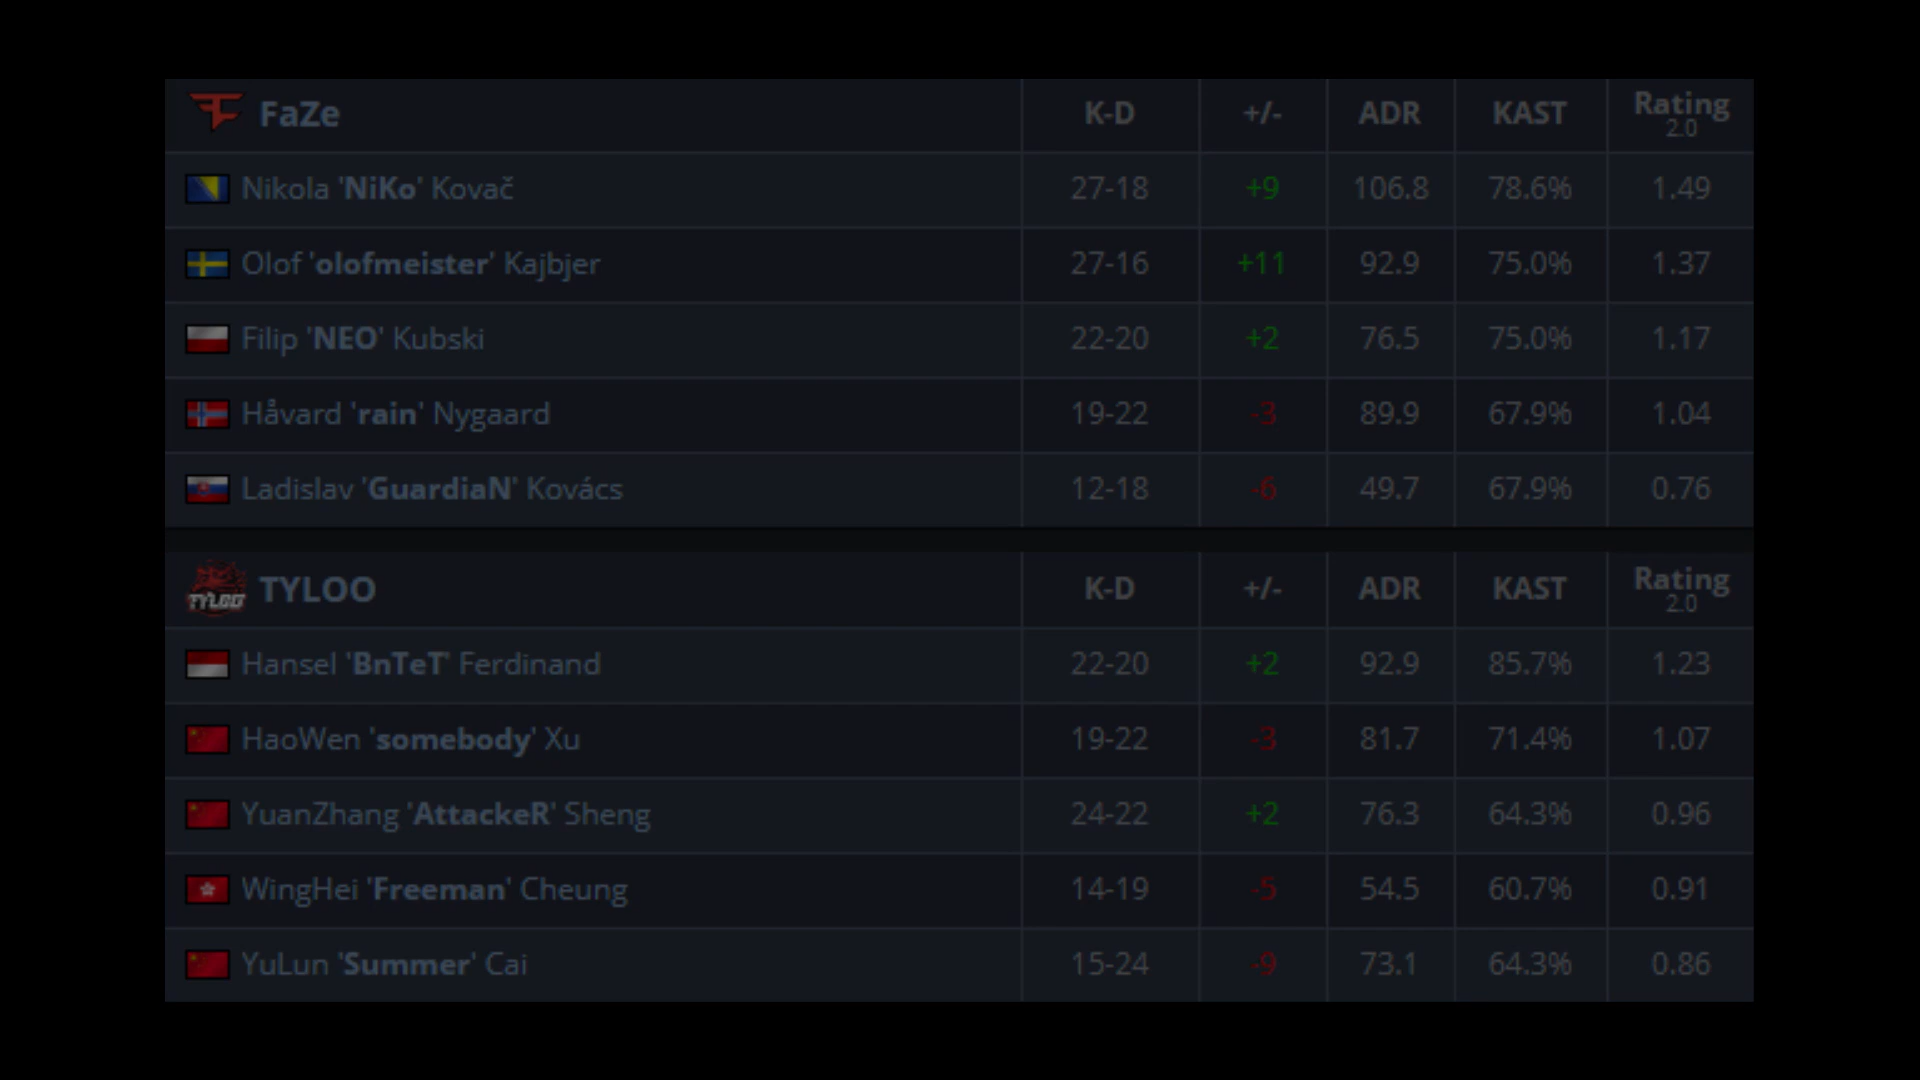 FaZe K-D +/- ADR KAST Rating 2.0
Nikola 'NiKo' Kovač 27-18 +9 106.8 78.6% 1.49
Olof 'olofmeister' Kajbjer 27-16 +11 92.9 75.0% 1.37
Filip 'NEO' Kubski 22-20 +2 76.5 75.0% 1.17
Håvard 'rain' Nygaard 19-22 -3 89.9 67.9% 1.04
Ladislav 'GuardiaN' Kovács 12-18 -6 49.7 67.9% 0.76
TYLOO TYLOO K-D +/- ADR KAST Rating 2.0
Hansel 'BnTeT' Ferdinand 22-20 +2 92.9 85.7% 1.23
HaoWen 'somebody' Xu 19-22 -3 81.7 71.4% 1.07
YuanZhang 'AttackeR' Sheng 24-22 +2 76.3 64.3% 0.96
WingHei 'Freeman' Cheung 14-19 -5 54.5 60.7% 0.91
YuLun 'Summer' Cai 15-24 -9 73.1 64.3% 0.86